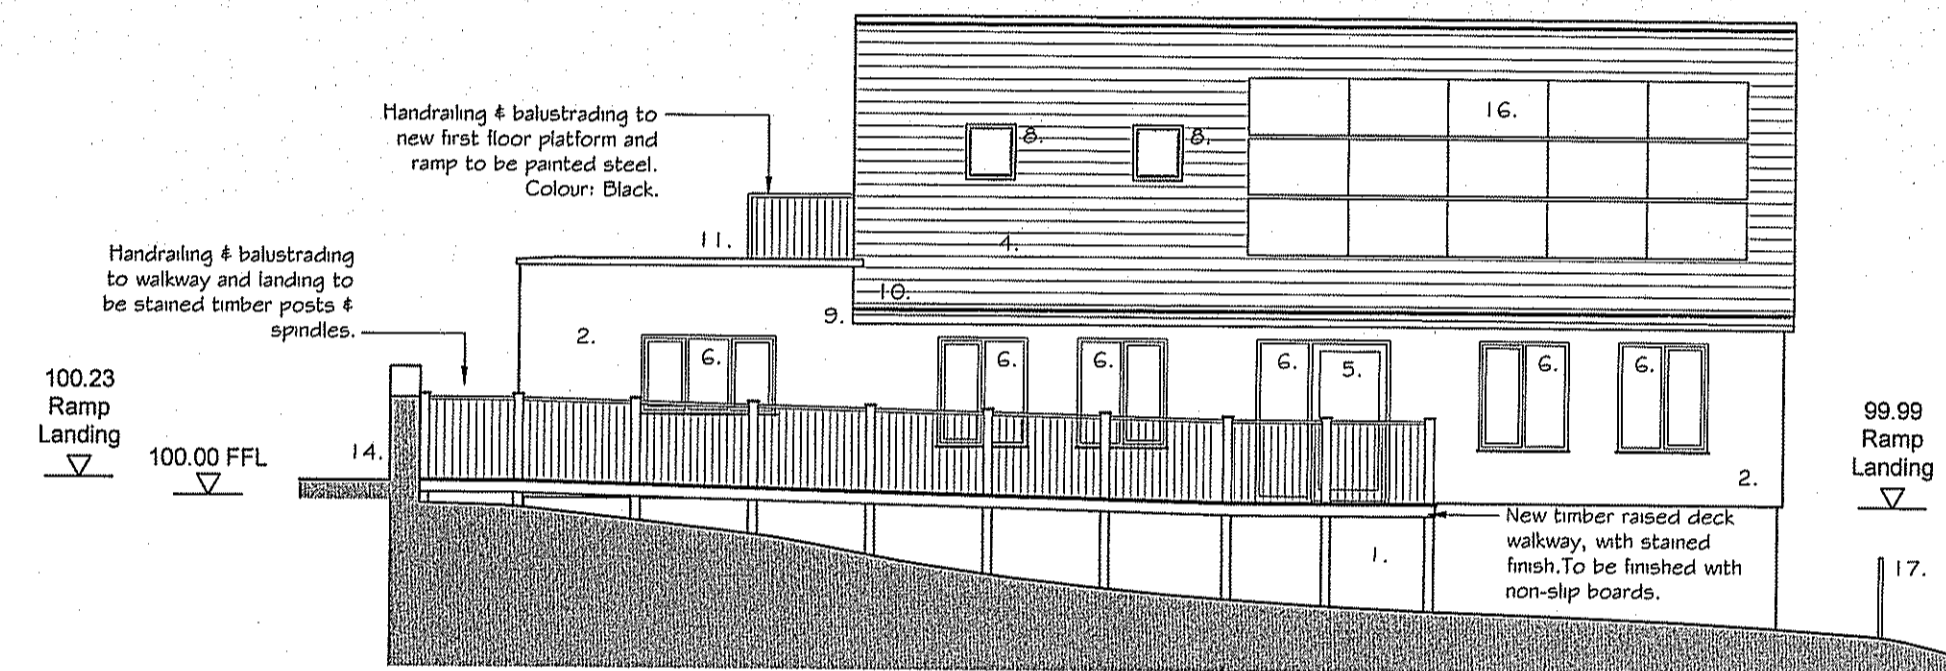 Handrailing & balustrading to
new first floor platform and
ramp to be painted steel.
Colour: Black.
16.
8.
8.
11.
4.
Handrailing & balustrading
to walkway and landing to
be stained timber posts &
spindles.
10.
9.
2.
6.
6.
6.
6.
5.
6.
6.
100.23
Ramp
Landing
100.00 FFL
14.
99.99
Ramp
Landing
2.
New timber raised deck
walkway, with stained
finish.To be finished with
non-slip boards.
1.
17.